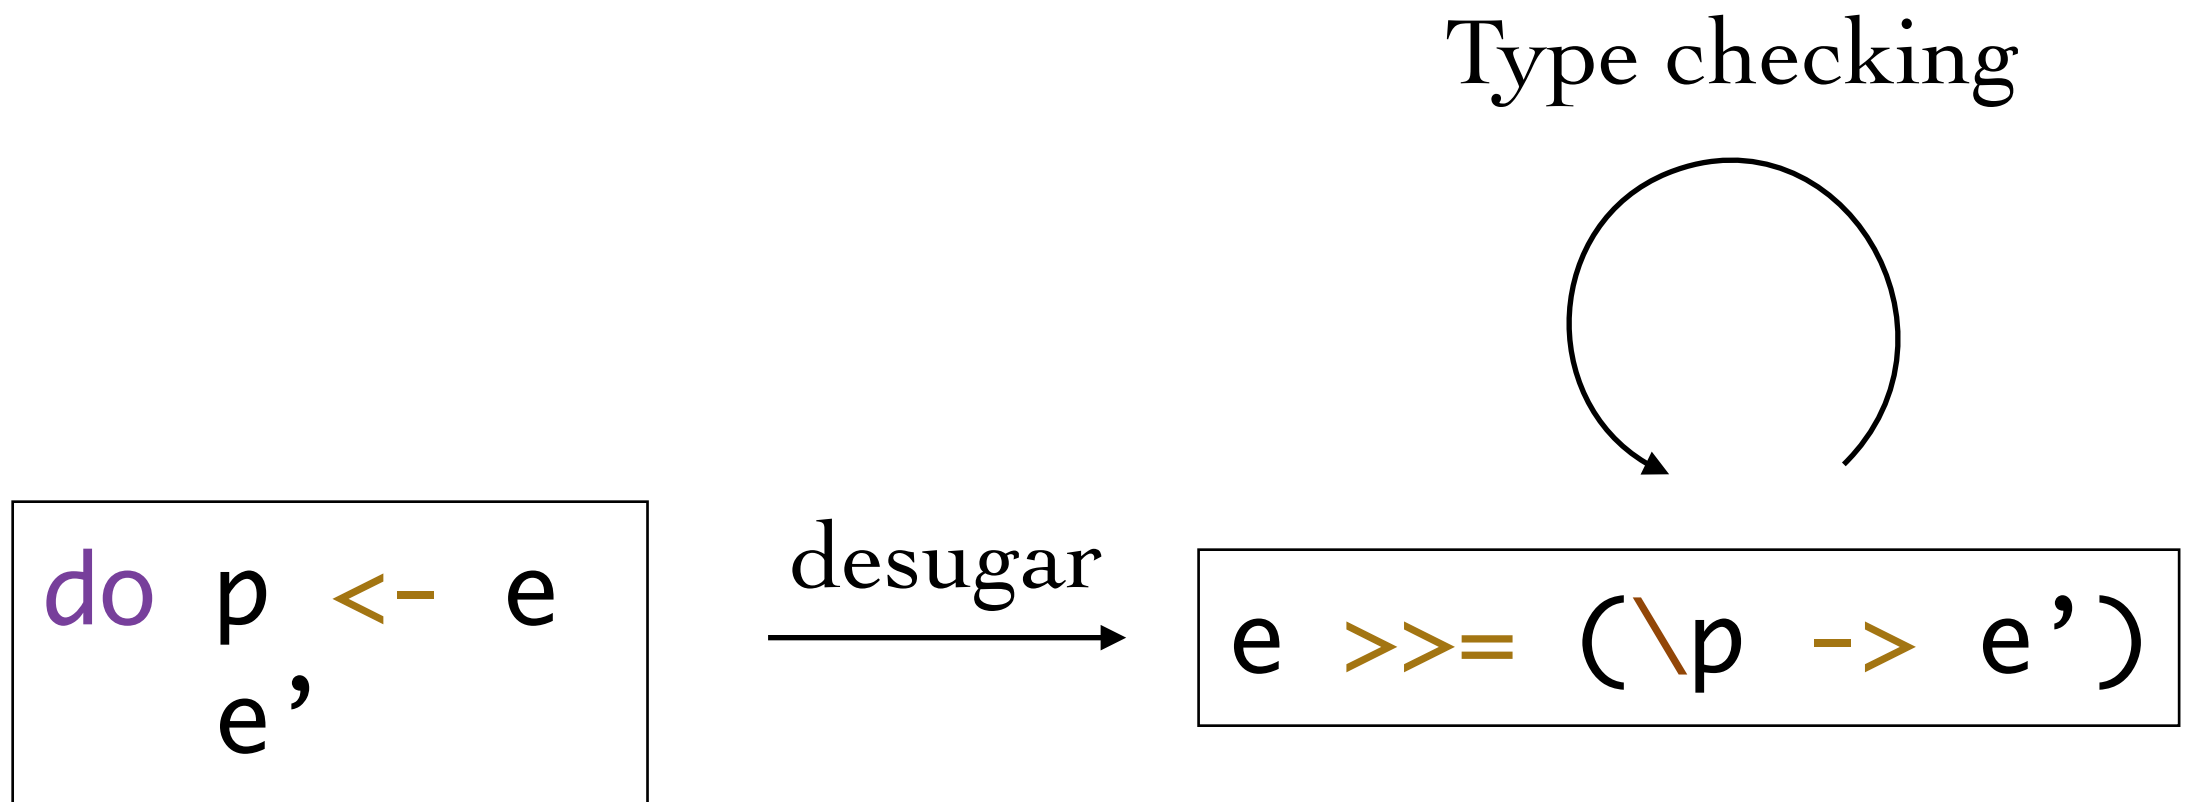 Type checking
do p <- e
e’
desugar
e >>= (\p -> e’)